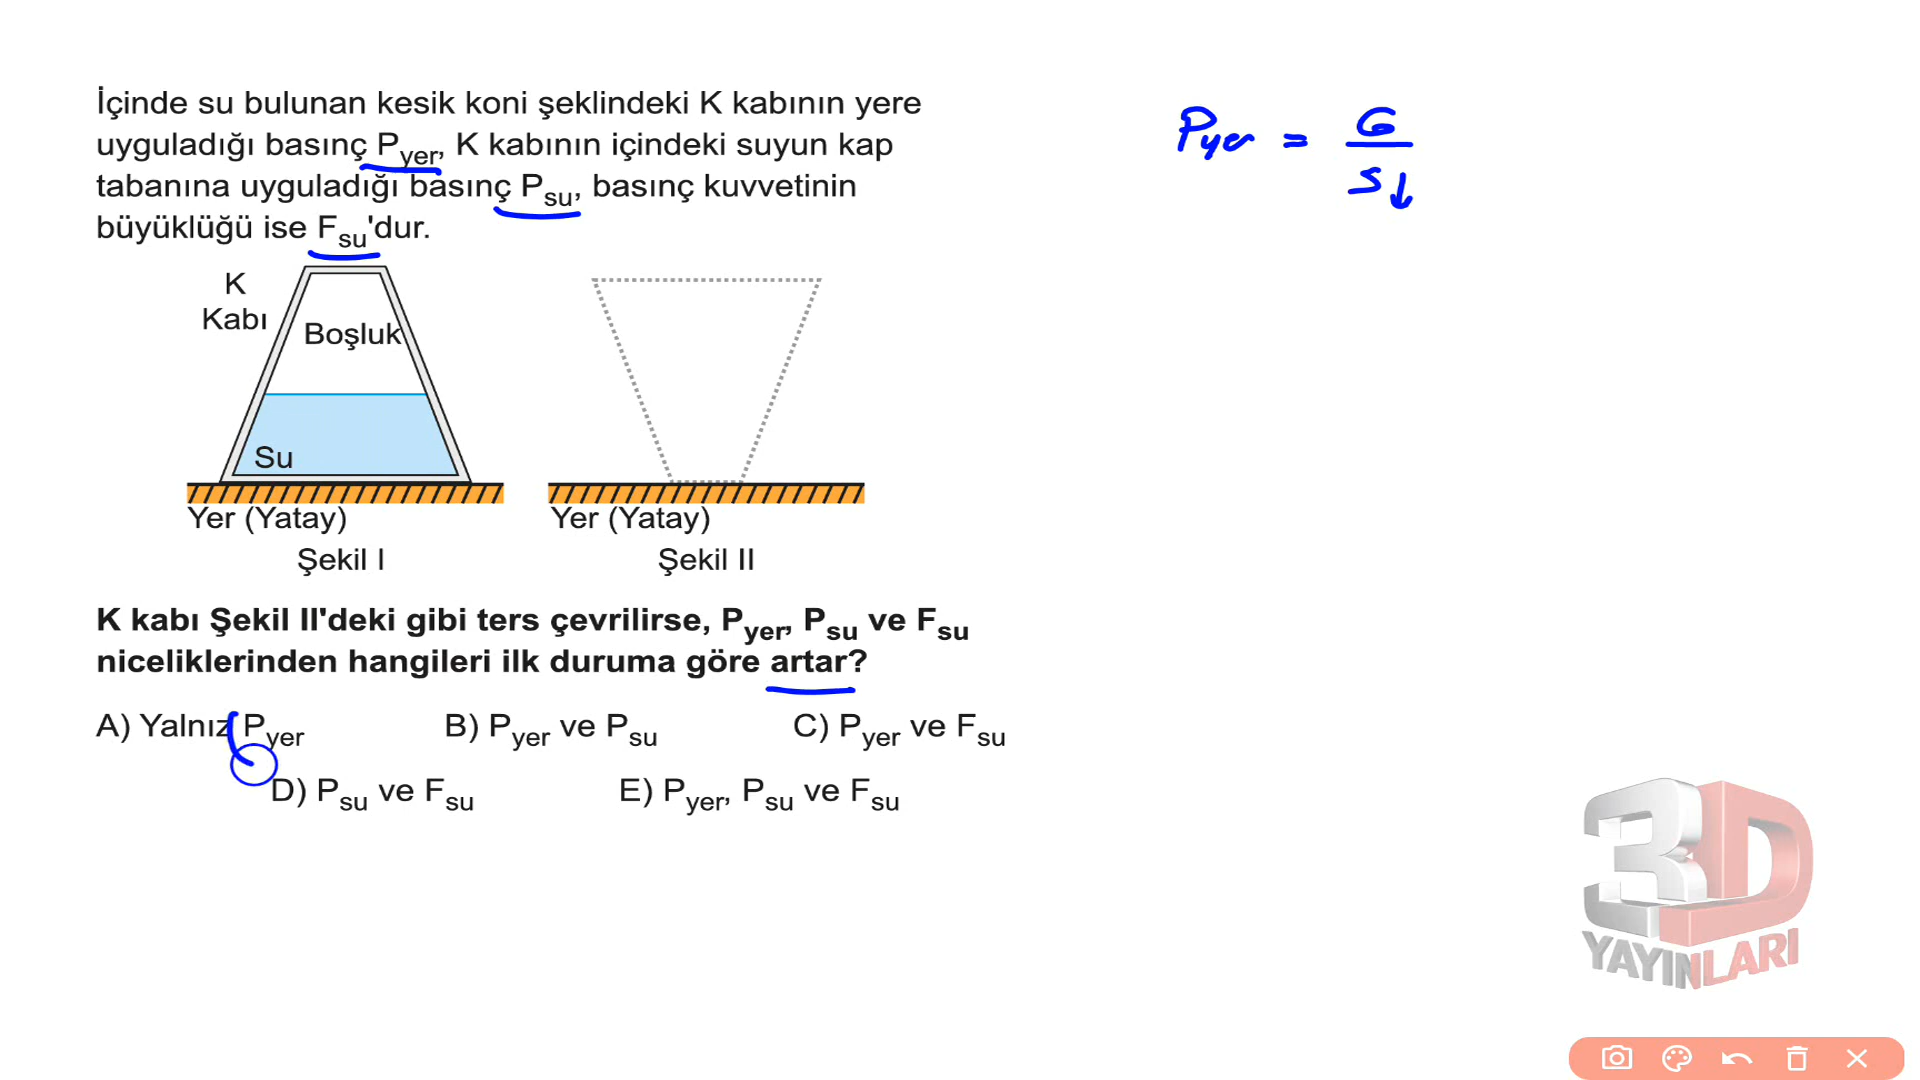 İçinde su bulunan kesik koni şeklindeki K kabının yere
uyguladığı basınç Pyer, K kabının içindeki suyun kap
tabanına uyguladığı basınç Psu, basınç kuvvetinin
büyüklüğü ise Fsu'dur.
Pyer = G
S↓
K
Kabı
Boşluk
Su
Yer (Yatay)
Yer (Yatay)
Şekil I
Şekil II
K kabı Şekil II'deki gibi ters çevrilirse, Pyer, Psu ve Fsu
niceliklerinden hangileri ilk duruma göre artar?
A) Yalnız Pyer
B) Pyer ve Psu
C) Pyer ve Fsu
D) Psu ve Fsu
E) Pyer, Psu ve Fsu
3D
YAYINLARI